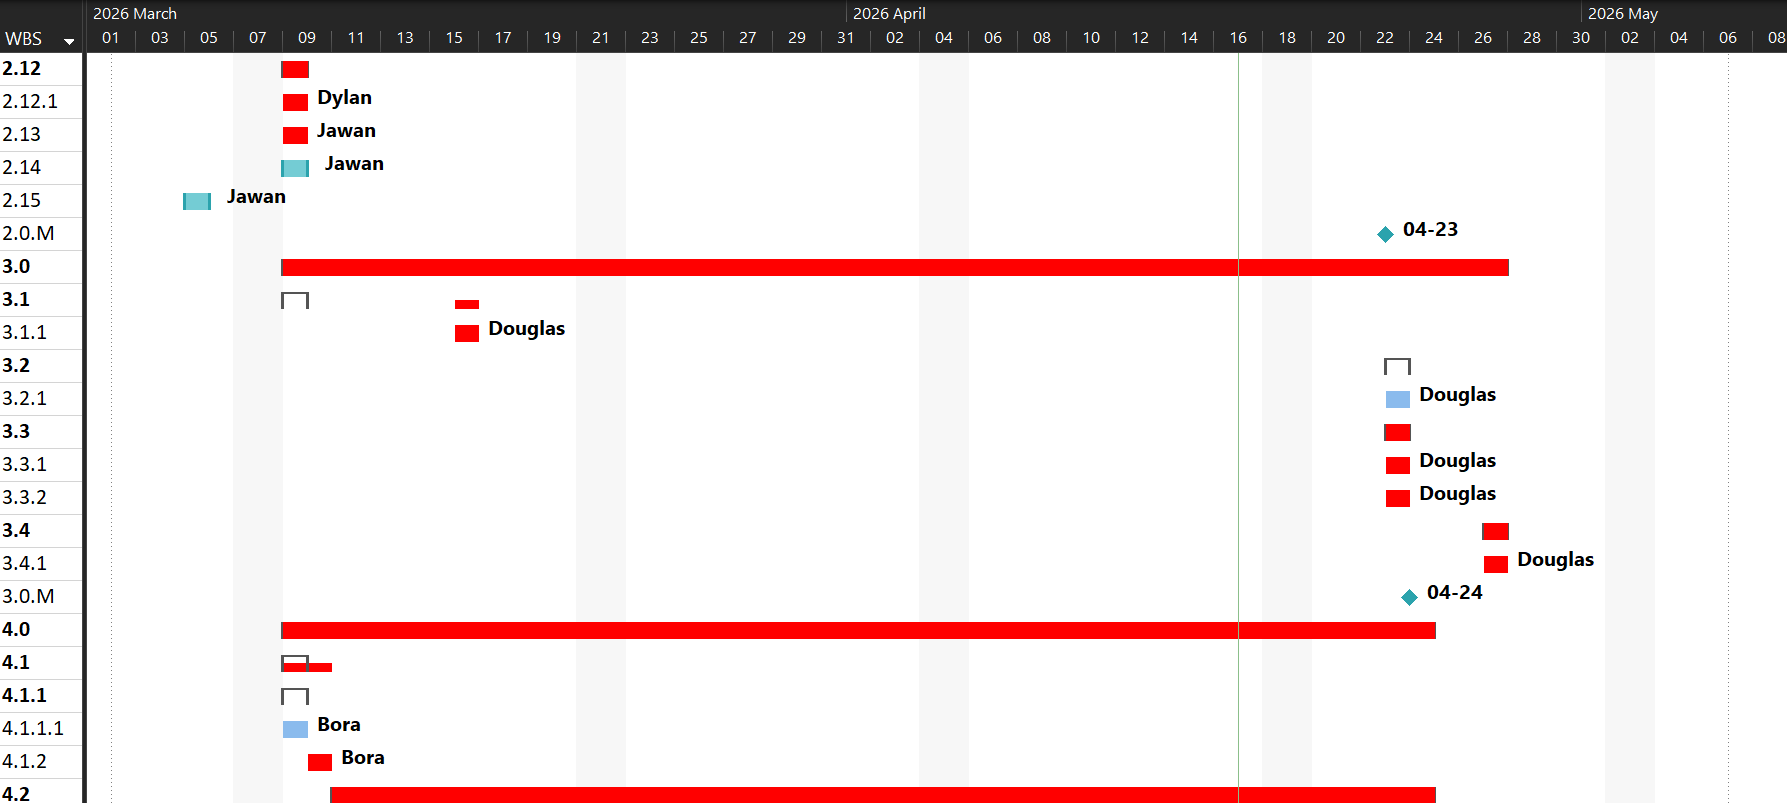 2026 March 2026 April 2026 May
WBS 01 03 05 07 09 11 13 15 17 19 21 23 25 27 29 31 02 04 06 08 10 12 14 16 18 20 22 24 26 28 30 02 04 06 08
2.12
2.12.1 Dylan
2.13 Jawan
2.14 Jawan
2.15 Jawan
2.0.M 04-23
3.0
3.1
3.1.1 Douglas
3.2
3.2.1 Douglas
3.3
3.3.1 Douglas
3.3.2 Douglas
3.4
3.4.1 Douglas
3.0.M 04-24
4.0
4.1
4.1.1
4.1.1.1 Bora
4.1.2 Bora
4.2